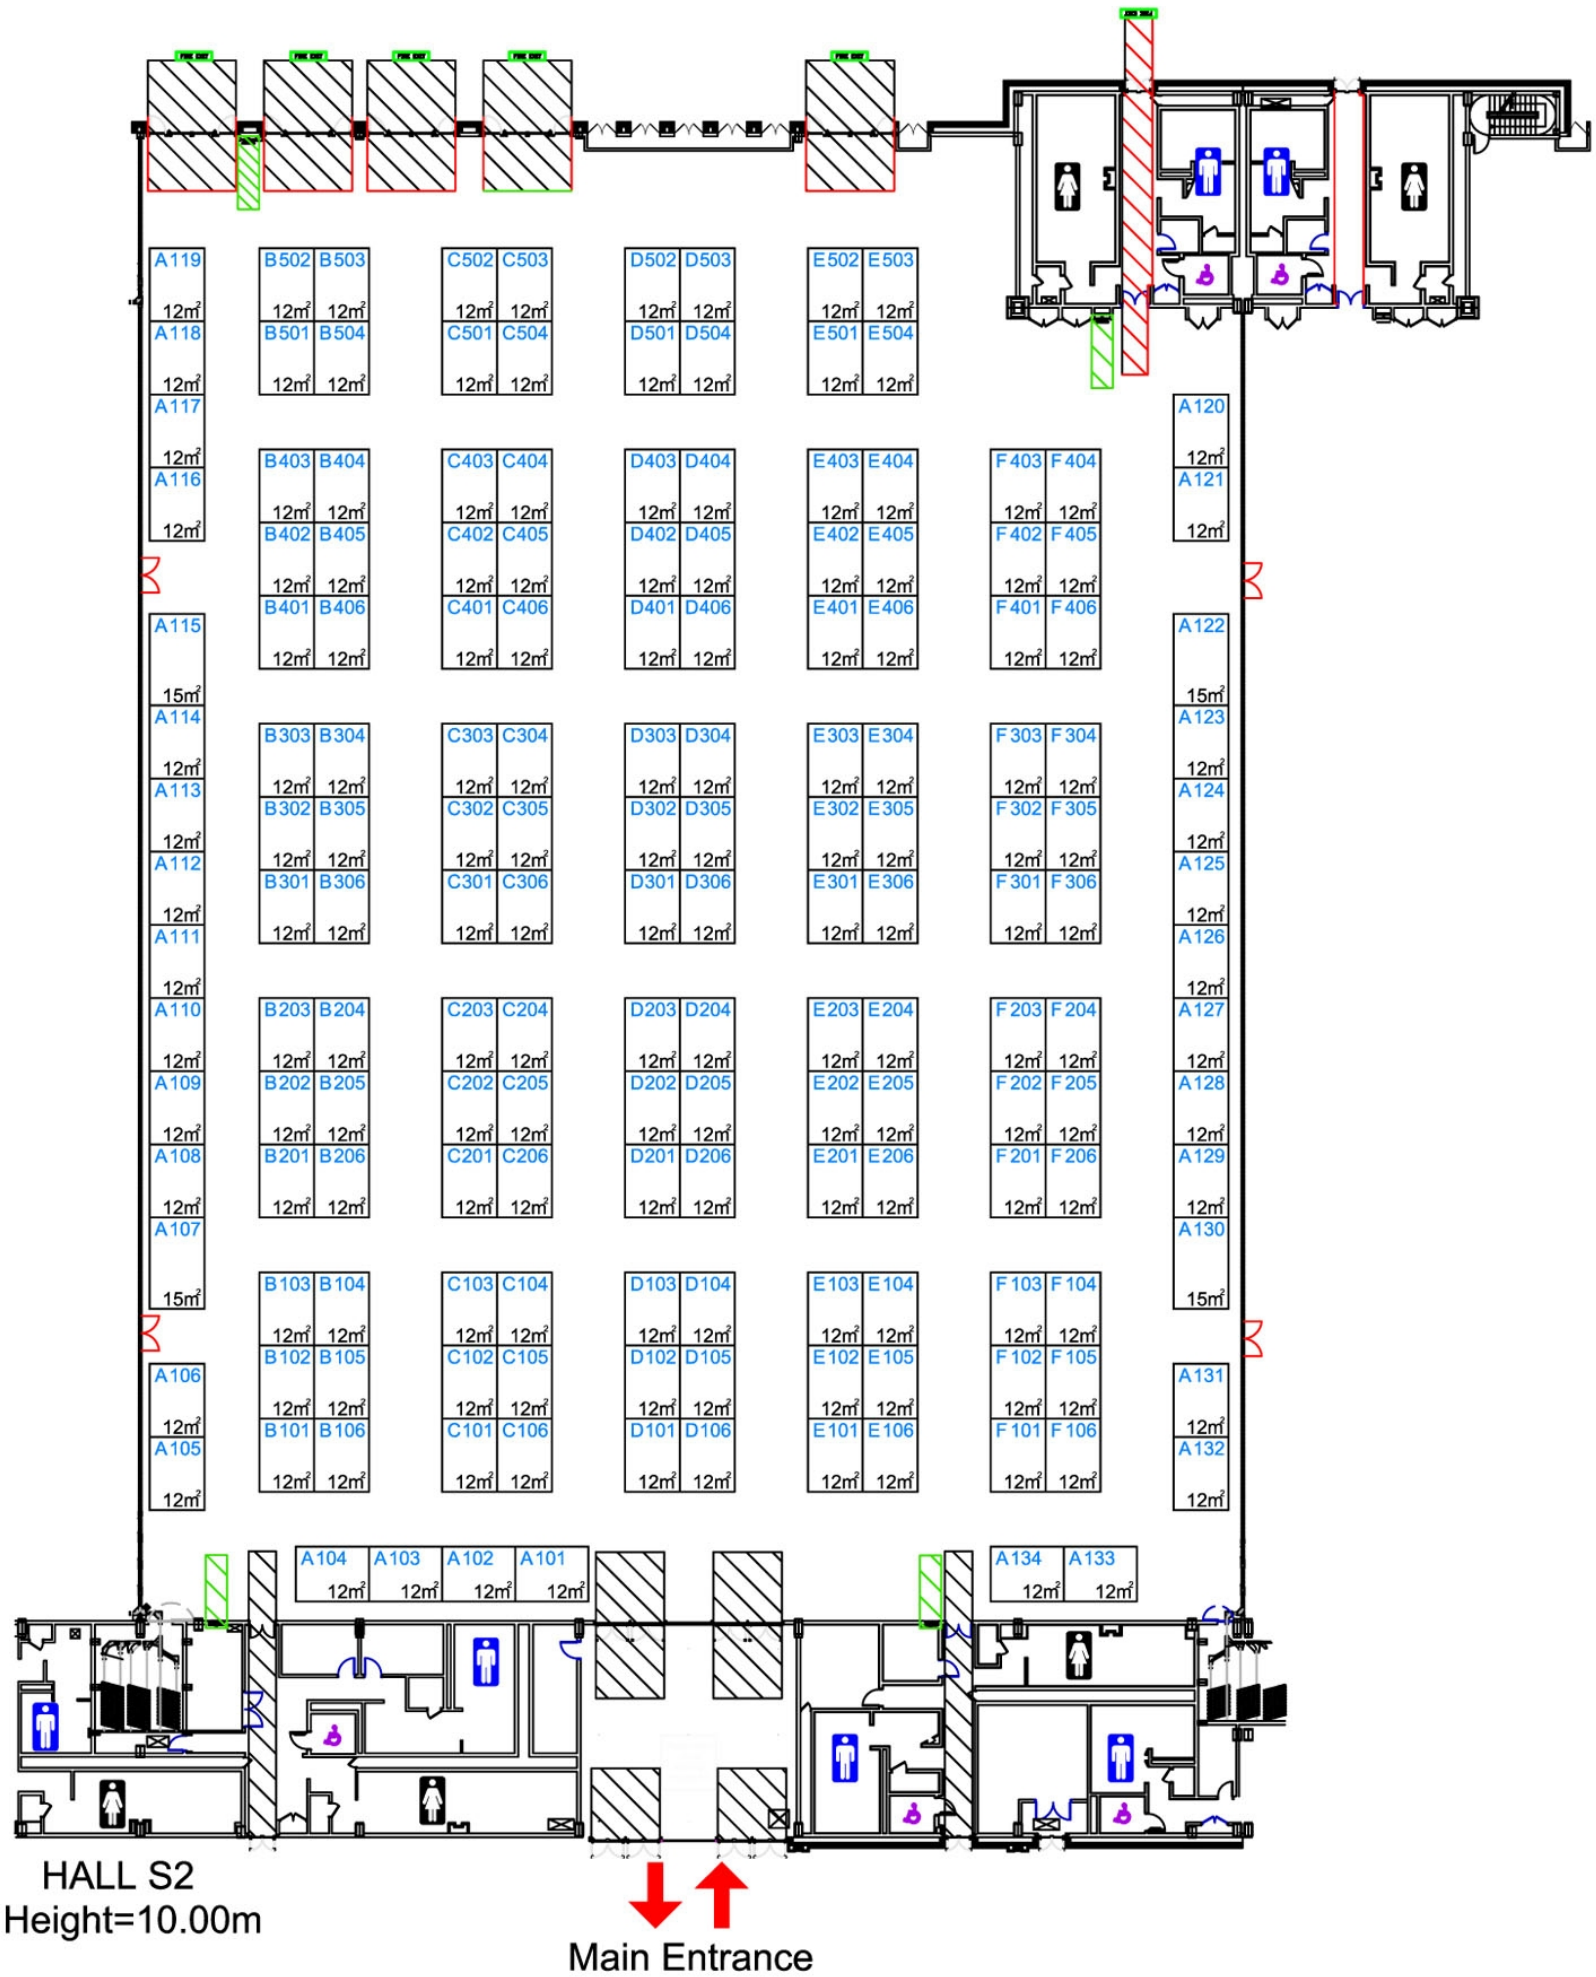 FIRE EXIT
FIRE EXIT FIRE EXIT FIRE EXIT FIRE EXIT FIRE EXIT
A119 B502 B503 C502 C503 D502 D503 E502 E503
12m² 12m² 12m² 12m² 12m² 12m² 12m² 12m² 12m²
A118 B501 B504 C501 C504 D501 D504 E501 E504
12m² 12m² 12m² 12m² 12m² 12m² 12m² 12m² 12m²
A117 A120
12m² 12m²
B403 B404 C403 C404 D403 D404 E403 E404 F403 F404
A116 A121
12m² 12m² 12m² 12m² 12m² 12m² 12m² 12m² 12m² 12m²
12m² 12m²
B402 B405 C402 C405 D402 D405 E402 E405 F402 F405
12m² 12m² 12m² 12m² 12m² 12m² 12m² 12m² 12m² 12m²
B401 B406 C401 C406 D401 D406 E401 E406 F401 F406
A115 A122
12m² 12m² 12m² 12m² 12m² 12m² 12m² 12m² 12m² 12m²
15m² 15m²
A114 A123
B303 B304 C303 C304 D303 D304 E303 E304 F303 F304
12m² 12m²
12m² 12m² 12m² 12m² 12m² 12m² 12m² 12m² 12m² 12m²
A113 A124
B302 B305 C302 C305 D302 D305 E302 E305 F302 F305
12m² 12m²
12m² 12m² 12m² 12m² 12m² 12m² 12m² 12m² 12m² 12m²
A112 A125
B301 B306 C301 C306 D301 D306 E301 E306 F301 F306
12m² 12m²
12m² 12m² 12m² 12m² 12m² 12m² 12m² 12m² 12m² 12m²
A111 A126
12m² 12m²
A110 B203 B204 C203 C204 D203 D204 E203 E204 F203 F204 A127
12m² 12m² 12m² 12m² 12m² 12m² 12m² 12m² 12m² 12m² 12m² 12m²
A109 B202 B205 C202 C205 D202 D205 E202 E205 F202 F205 A128
12m² 12m² 12m² 12m² 12m² 12m² 12m² 12m² 12m² 12m² 12m² 12m²
A108 B201 B206 C201 C206 D201 D206 E201 E206 F201 F206 A129
12m² 12m² 12m² 12m² 12m² 12m² 12m² 12m² 12m² 12m² 12m² 12m²
A107 A130
B103 B104 C103 C104 D103 D104 E103 E104 F103 F104
15m² 15m²
12m² 12m² 12m² 12m² 12m² 12m² 12m² 12m² 12m² 12m²
B102 B105 C102 C105 D102 D105 E102 E105 F102 F105
A106 A131
12m² 12m² 12m² 12m² 12m² 12m² 12m² 12m² 12m² 12m²
12m² 12m²
B101 B106 C101 C106 D101 D106 E101 E106 F101 F106
A105 A132
12m² 12m² 12m² 12m² 12m² 12m² 12m² 12m² 12m² 12m²
12m² 12m²
A104 A103 A102 A101 A134 A133
12m² 12m² 12m² 12m² 12m² 12m²
HALL S2
Height=10.00m
Main Entrance